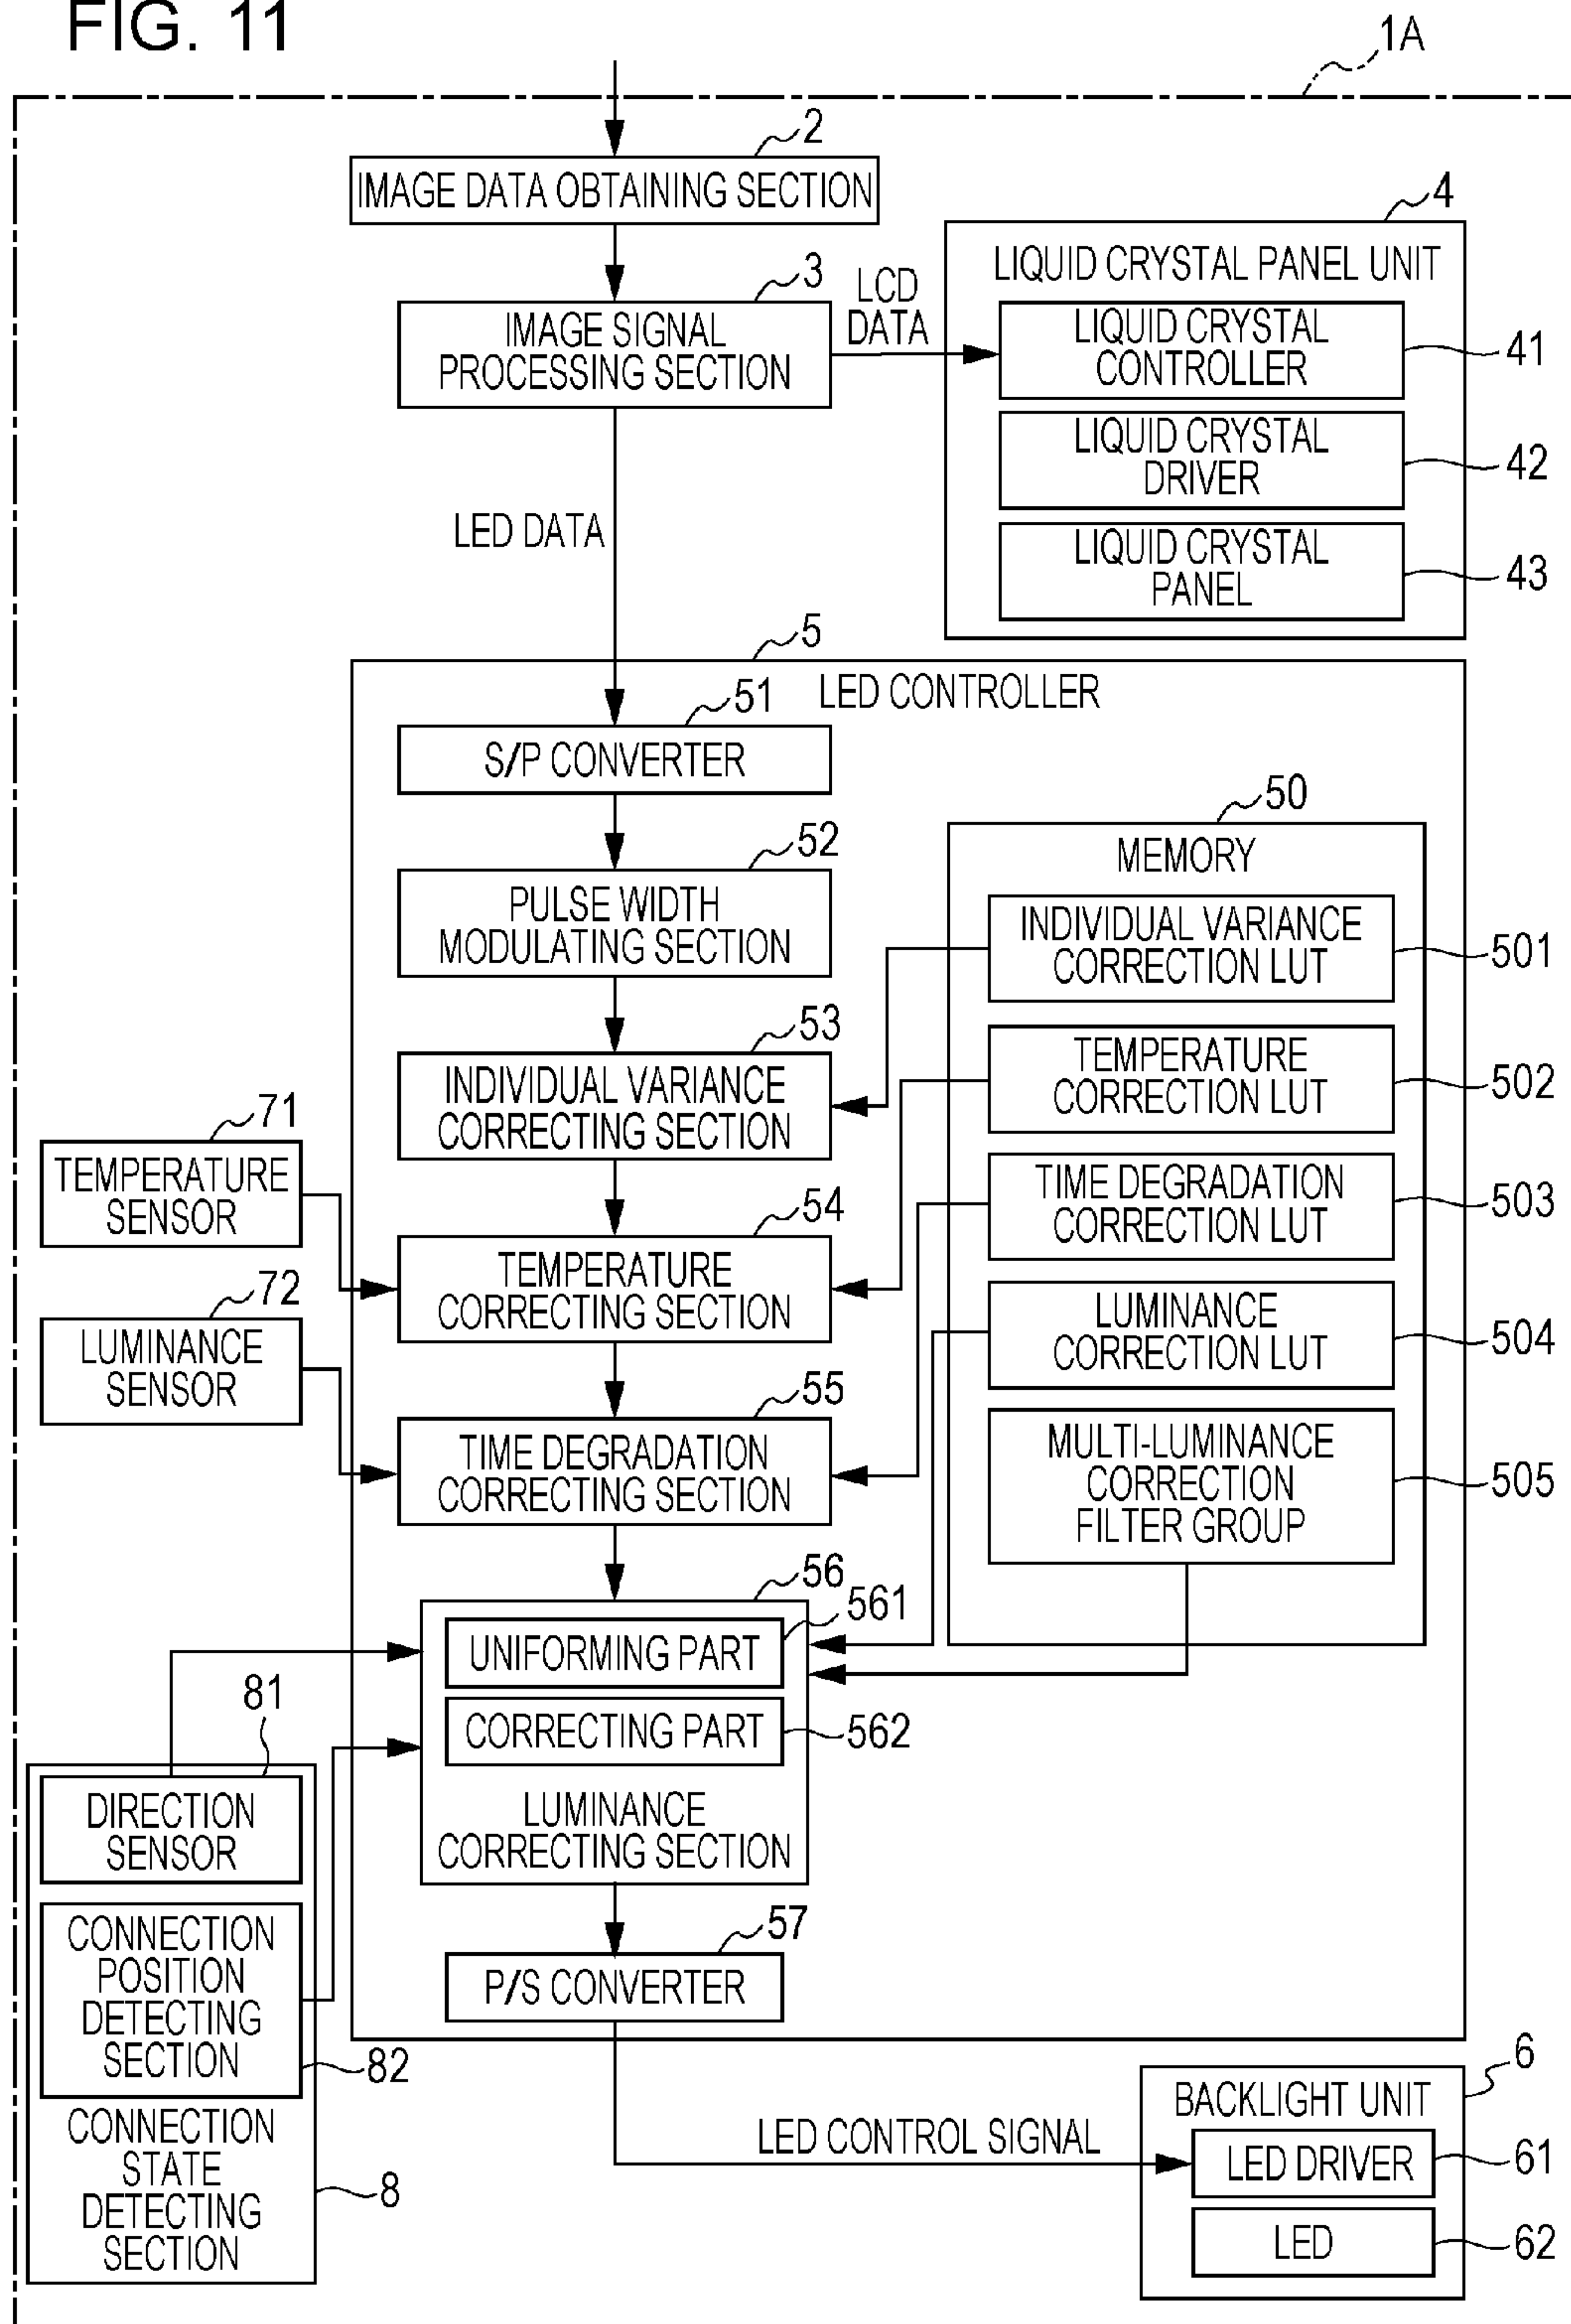 FIG. 11
1A
2
IMAGE DATA OBTAINING SECTION
3
IMAGE SIGNAL
PROCESSING SECTION
LCD
DATA
4
LIQUID CRYSTAL PANEL UNIT
LIQUID CRYSTAL
CONTROLLER
41
LIQUID CRYSTAL
DRIVER
42
LIQUID CRYSTAL
PANEL
43
LED DATA
5
LED CONTROLLER
51
S/P CONVERTER
52
PULSE WIDTH
MODULATING SECTION
53
INDIVIDUAL VARIANCE
CORRECTING SECTION
54
TEMPERATURE
CORRECTING SECTION
55
TIME DEGRADATION
CORRECTING SECTION
50
MEMORY
INDIVIDUAL VARIANCE
CORRECTION LUT
501
TEMPERATURE
CORRECTION LUT
502
TIME DEGRADATION
CORRECTION LUT
503
LUMINANCE
CORRECTION LUT
504
MULTI-LUMINANCE
CORRECTION
FILTER GROUP
505
71
TEMPERATURE
SENSOR
72
LUMINANCE
SENSOR
56
561
UNIFORMING PART
CORRECTING PART
562
LUMINANCE
CORRECTING SECTION
81
DIRECTION
SENSOR
CONNECTION
POSITION
DETECTING
SECTION
82
CONNECTION
STATE
DETECTING
SECTION
8
57
P/S CONVERTER
LED CONTROL SIGNAL
6
BACKLIGHT UNIT
LED DRIVER
61
LED
62